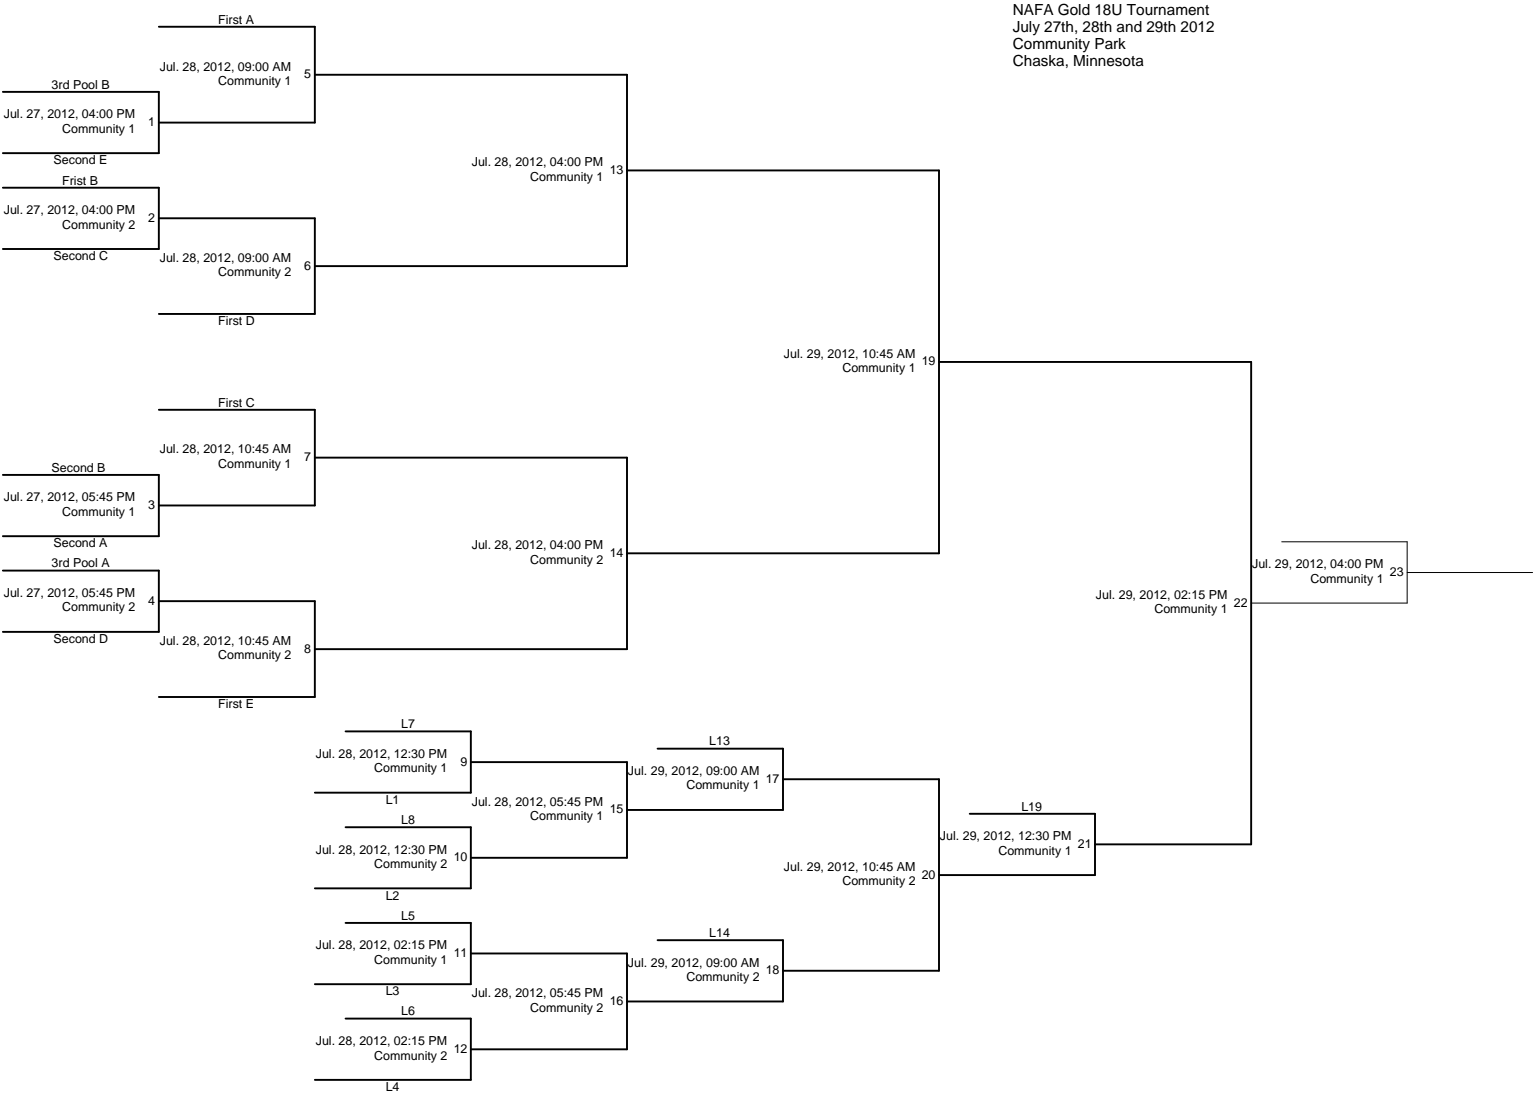 NAFA Gold 18U Tournament
July 27th, 28th and 29th 2012
Community Park
Chaska, Minnesota
First A
Jul. 28, 2012, 09:00 AM
Community 1
5
3rd Pool B
Jul. 27, 2012, 04:00 PM
Community 1
1
Second E
Frist B
Jul. 27, 2012, 04:00 PM
Community 2
2
Second C
Jul. 28, 2012, 09:00 AM
Community 2
6
First D
Jul. 28, 2012, 04:00 PM
Community 1
13
First C
Jul. 28, 2012, 10:45 AM
Community 1
7
Second B
Jul. 27, 2012, 05:45 PM
Community 1
3
Second A
3rd Pool A
Jul. 27, 2012, 05:45 PM
Community 2
4
Second D
Jul. 28, 2012, 10:45 AM
Community 2
8
First E
Jul. 28, 2012, 04:00 PM
Community 2
14
Jul. 29, 2012, 10:45 AM
Community 1
19
L7
Jul. 28, 2012, 12:30 PM
Community 1
9
L1
L8
Jul. 28, 2012, 12:30 PM
Community 2
10
L2
Jul. 28, 2012, 05:45 PM
Community 1
15
L5
Jul. 28, 2012, 02:15 PM
Community 1
11
L3
L6
Jul. 28, 2012, 02:15 PM
Community 2
12
L4
Jul. 28, 2012, 05:45 PM
Community 2
16
L13
Jul. 29, 2012, 09:00 AM
Community 1
17
L14
Jul. 29, 2012, 09:00 AM
Community 2
18
Jul. 29, 2012, 10:45 AM
Community 2
20
L19
Jul. 29, 2012, 12:30 PM
Community 1
21
Jul. 29, 2012, 02:15 PM
Community 1
22
Jul. 29, 2012, 04:00 PM
Community 1
23